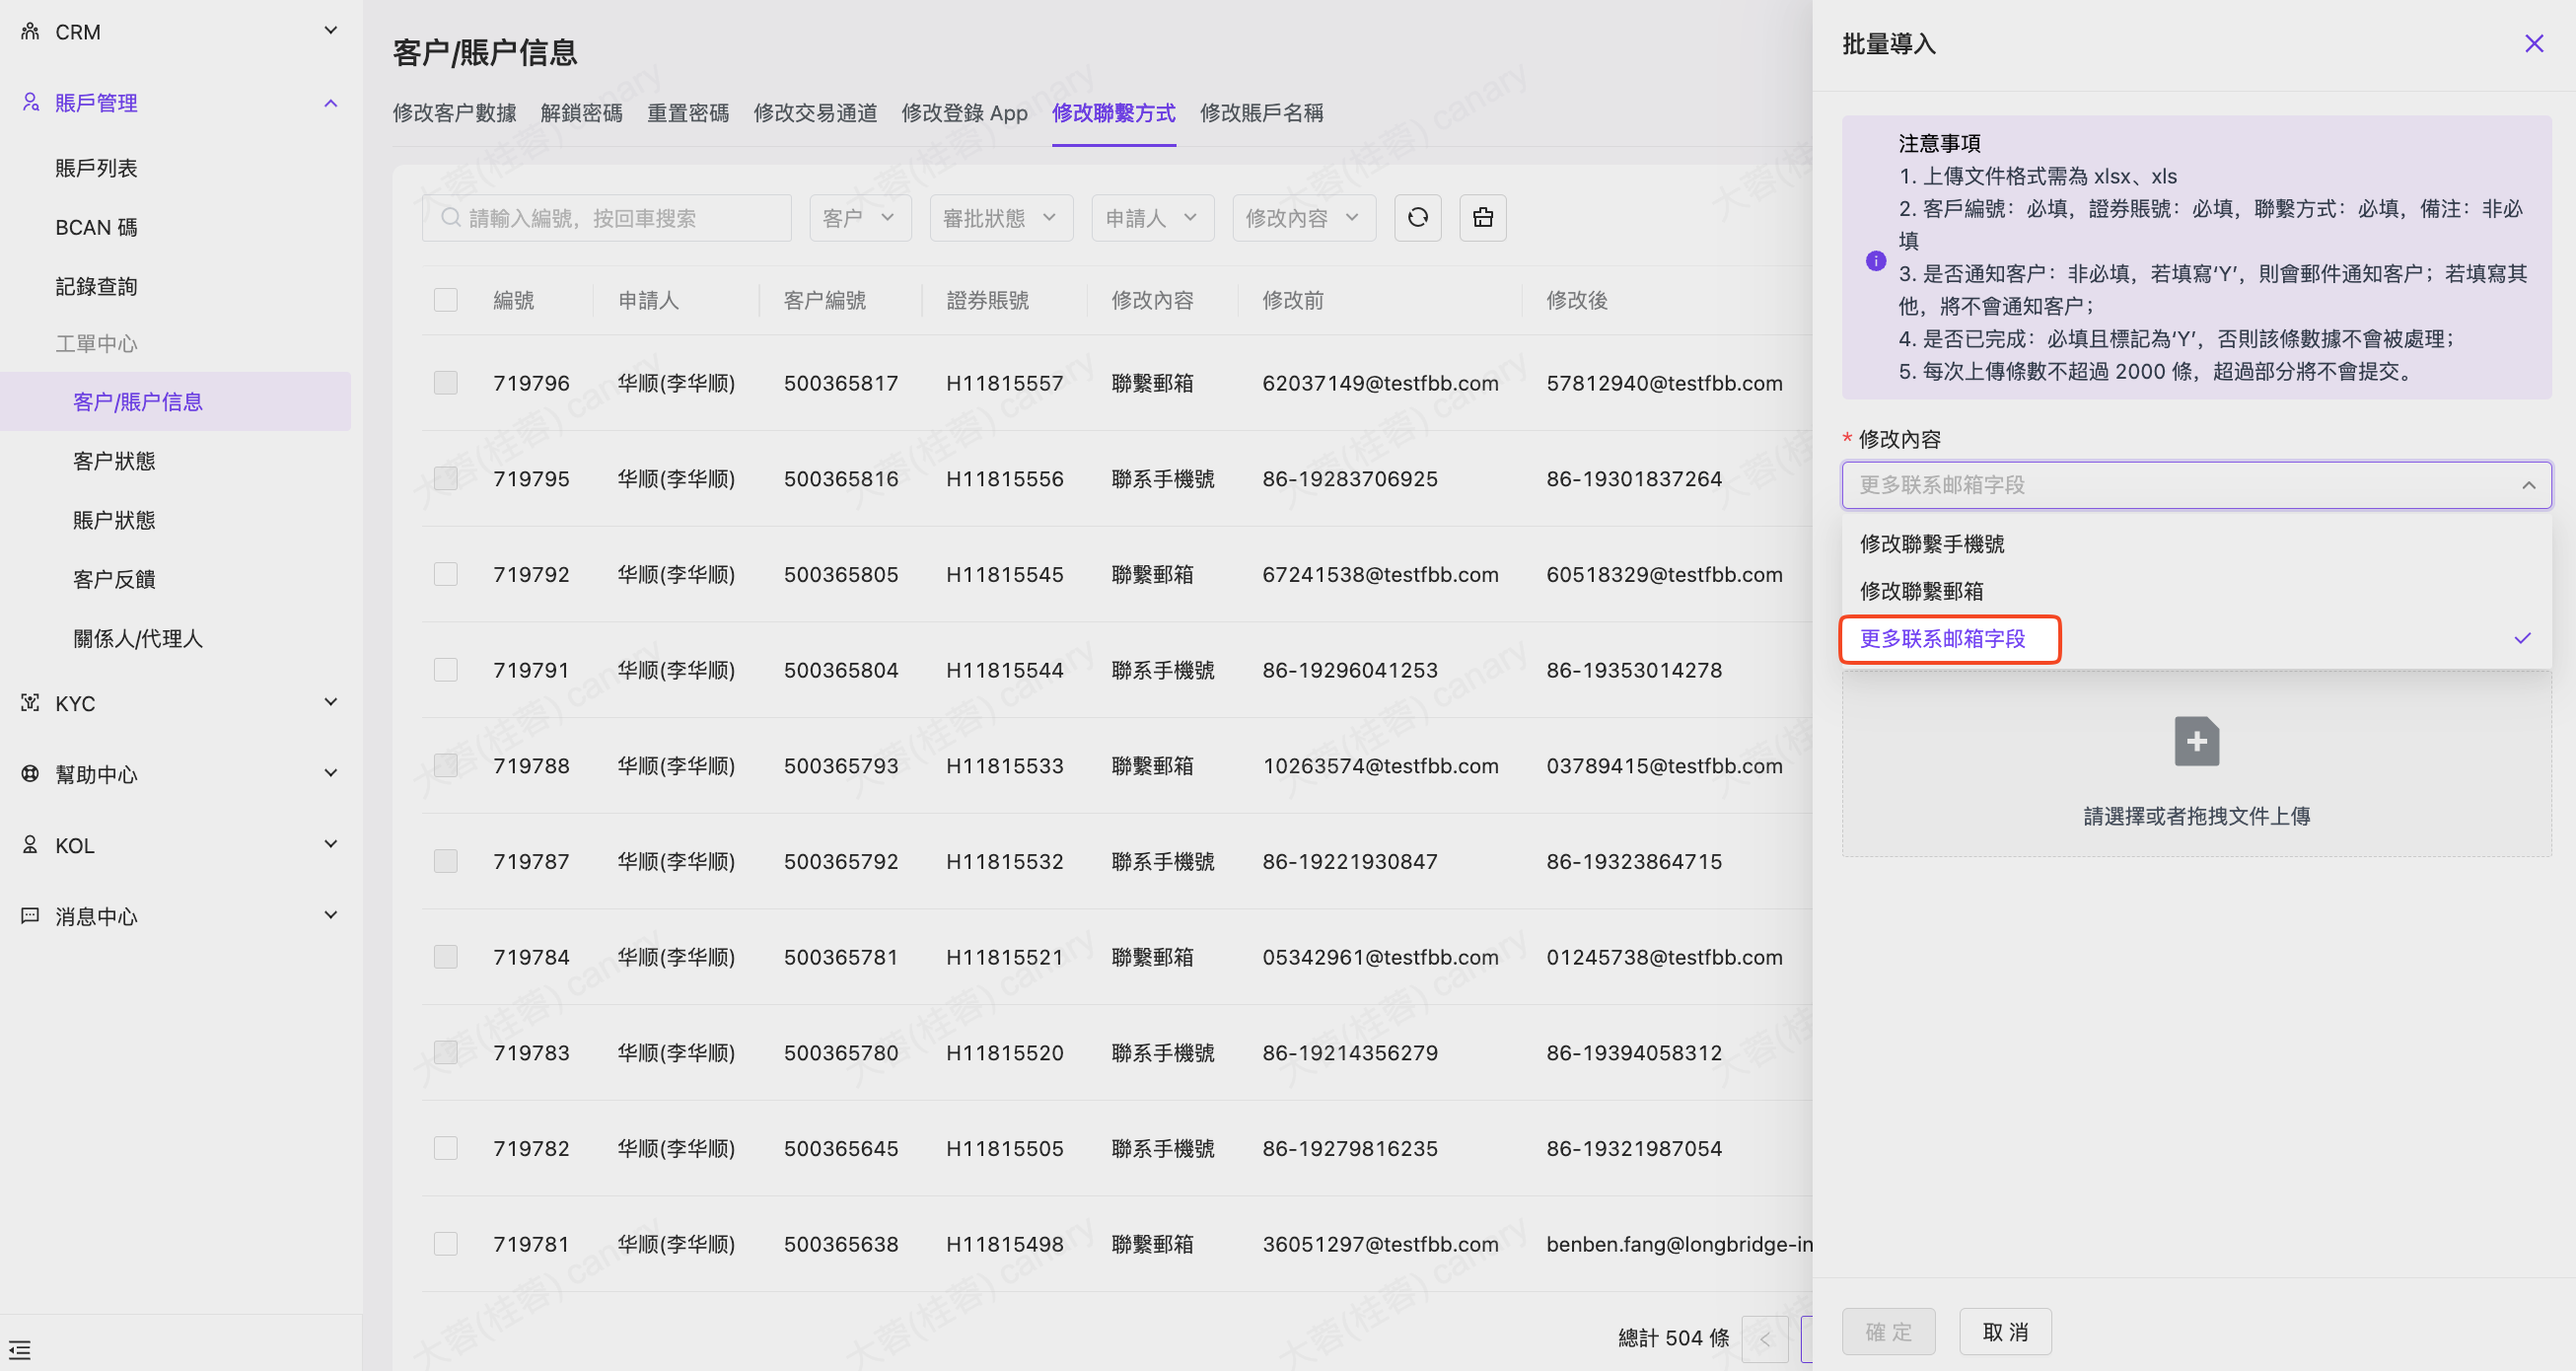 CRM
賬戶管理
賬戶列表
BCAN 碼
記錄查詢
工單中心
客户/賬户信息
客户狀態
賬户狀態
客户反饋
關係人/代理人
KYC
幫助中心
KOL
消息中心
客户/賬户信息
修改客户數據 解鎖密碼 重置密碼 修改交易通道 修改登錄 App 修改聯繫方式 修改賬戶名稱
請輸入編號，按回車搜索 客户 審批狀態 申請人 修改內容
編號 申請人 客户編號 證券賬號 修改內容 修改前 修改後
719796 华顺(李华顺) 500365817 H11815557 聯繫郵箱 62037149@testfbb.com 57812940@testfbb.com
719795 华顺(李华顺) 500365816 H11815556 聯系手機號 86-19283706925 86-19301837264
719792 华顺(李华顺) 500365805 H11815545 聯繫郵箱 67241538@testfbb.com 60518329@testfbb.com
719791 华顺(李华顺) 500365804 H11815544 聯系手機號 86-19296041253 86-19353014278
719788 华顺(李华顺) 500365793 H11815533 聯繫郵箱 10263574@testfbb.com 03789415@testfbb.com
719787 华顺(李华顺) 500365792 H11815532 聯系手機號 86-19221930847 86-19323864715
719784 华顺(李华顺) 500365781 H11815521 聯繫郵箱 05342961@testfbb.com 01245738@testfbb.com
719783 华顺(李华顺) 500365780 H11815520 聯系手機號 86-19214356279 86-19394058312
719782 华顺(李华顺) 500365645 H11815505 聯系手機號 86-19279816235 86-19321987054
719781 华顺(李华顺) 500365638 H11815498 聯繫郵箱 36051297@testfbb.com benben.fang@longbridge-in
總計 504 條
大蓉(桂蓉) canary
批量導入
注意事項
1. 上傳文件格式需為 xlsx、xls
2. 客戶編號：必填，證券賬號：必填，聯繫方式：必填，備注：非必
填
3. 是否通知客户：非必填，若填寫‘Y’，則會郵件通知客户；若填寫其
他，將不會通知客户；
4. 是否已完成：必填且標記為‘Y’，否則該條數據不會被處理；
5. 每次上傳條數不超過 2000 條，超過部分將不會提交。
* 修改內容
更多联系邮箱字段
修改聯繫手機號
修改聯繫郵箱
更多联系邮箱字段
請選擇或者拖拽文件上傳
確 定 取 消